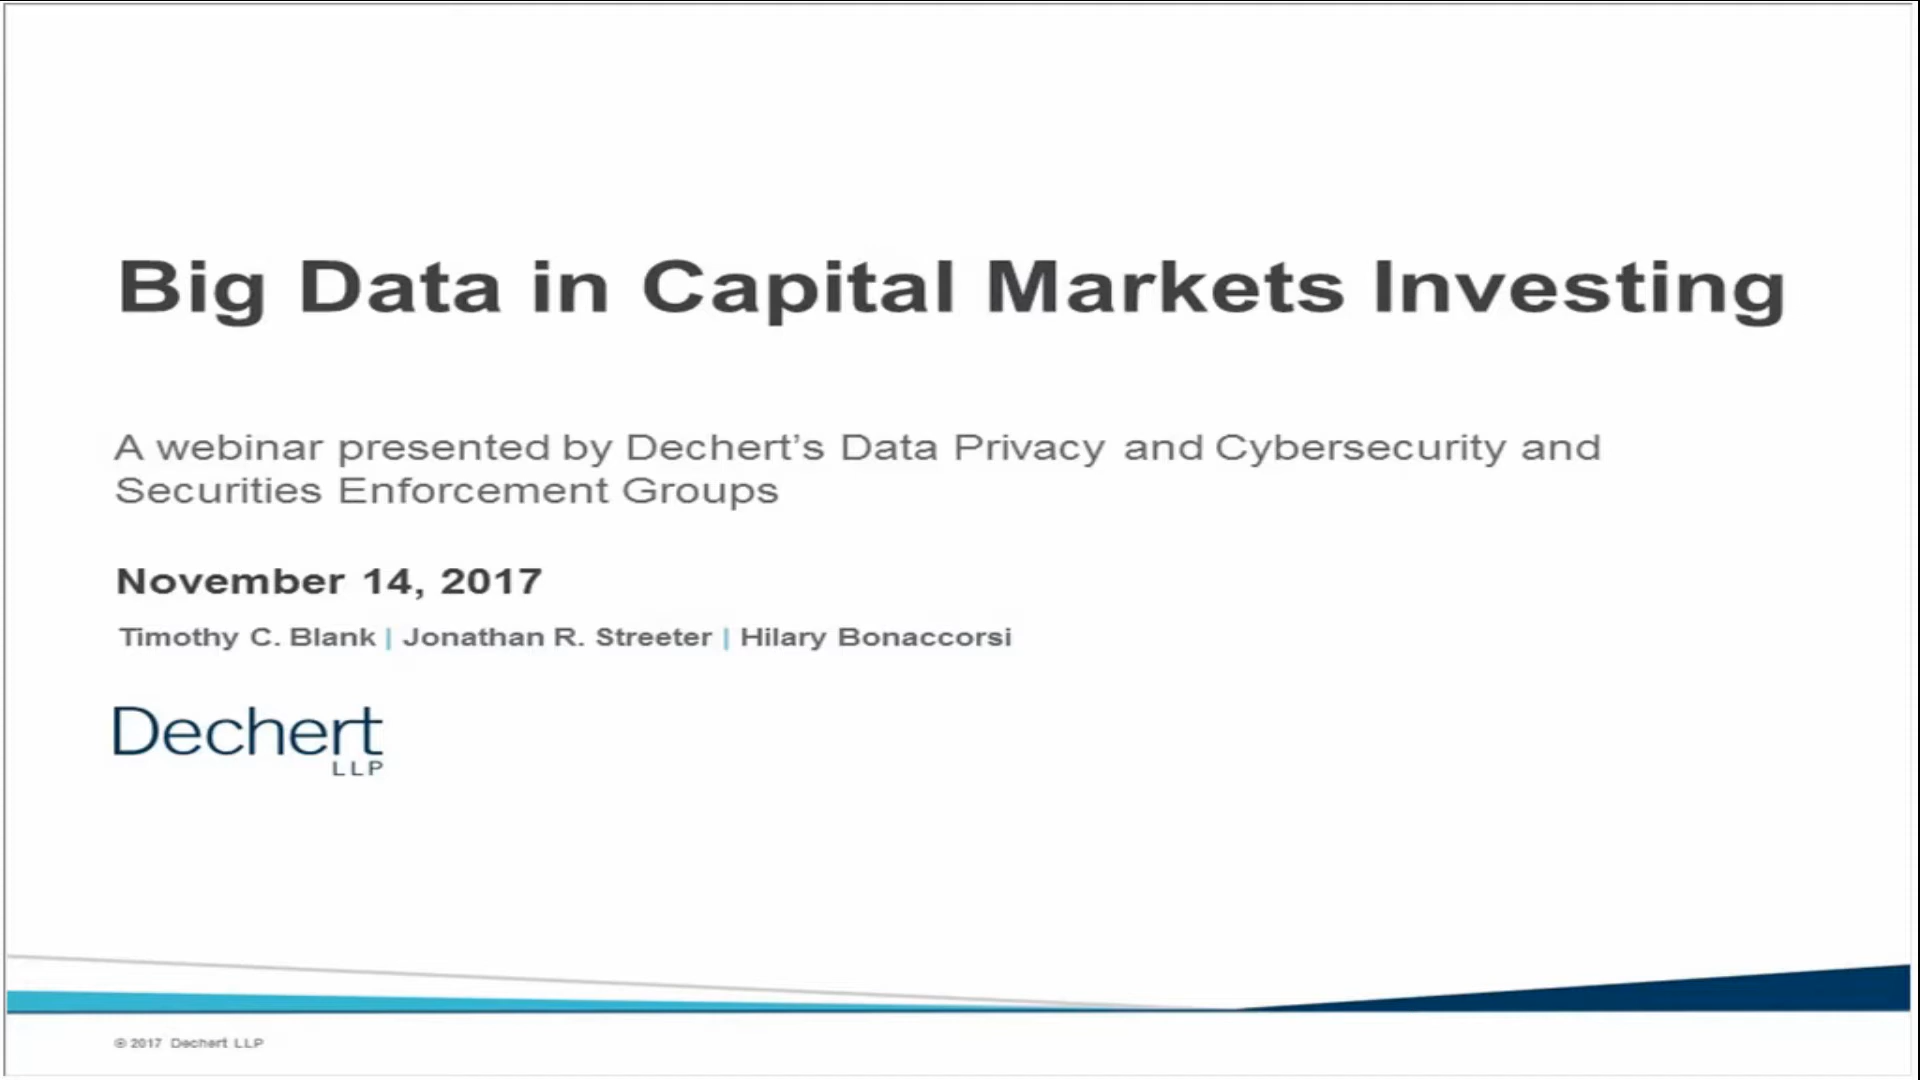 Big Data in Capital Markets Investing
A webinar presented by Dechert’s Data Privacy and Cybersecurity and
Securities Enforcement Groups
November 14, 2017
Timothy C. Blank | Jonathan R. Streeter | Hilary Bonaccorsi
Dechert
LLP
© 2017 Dechert LLP